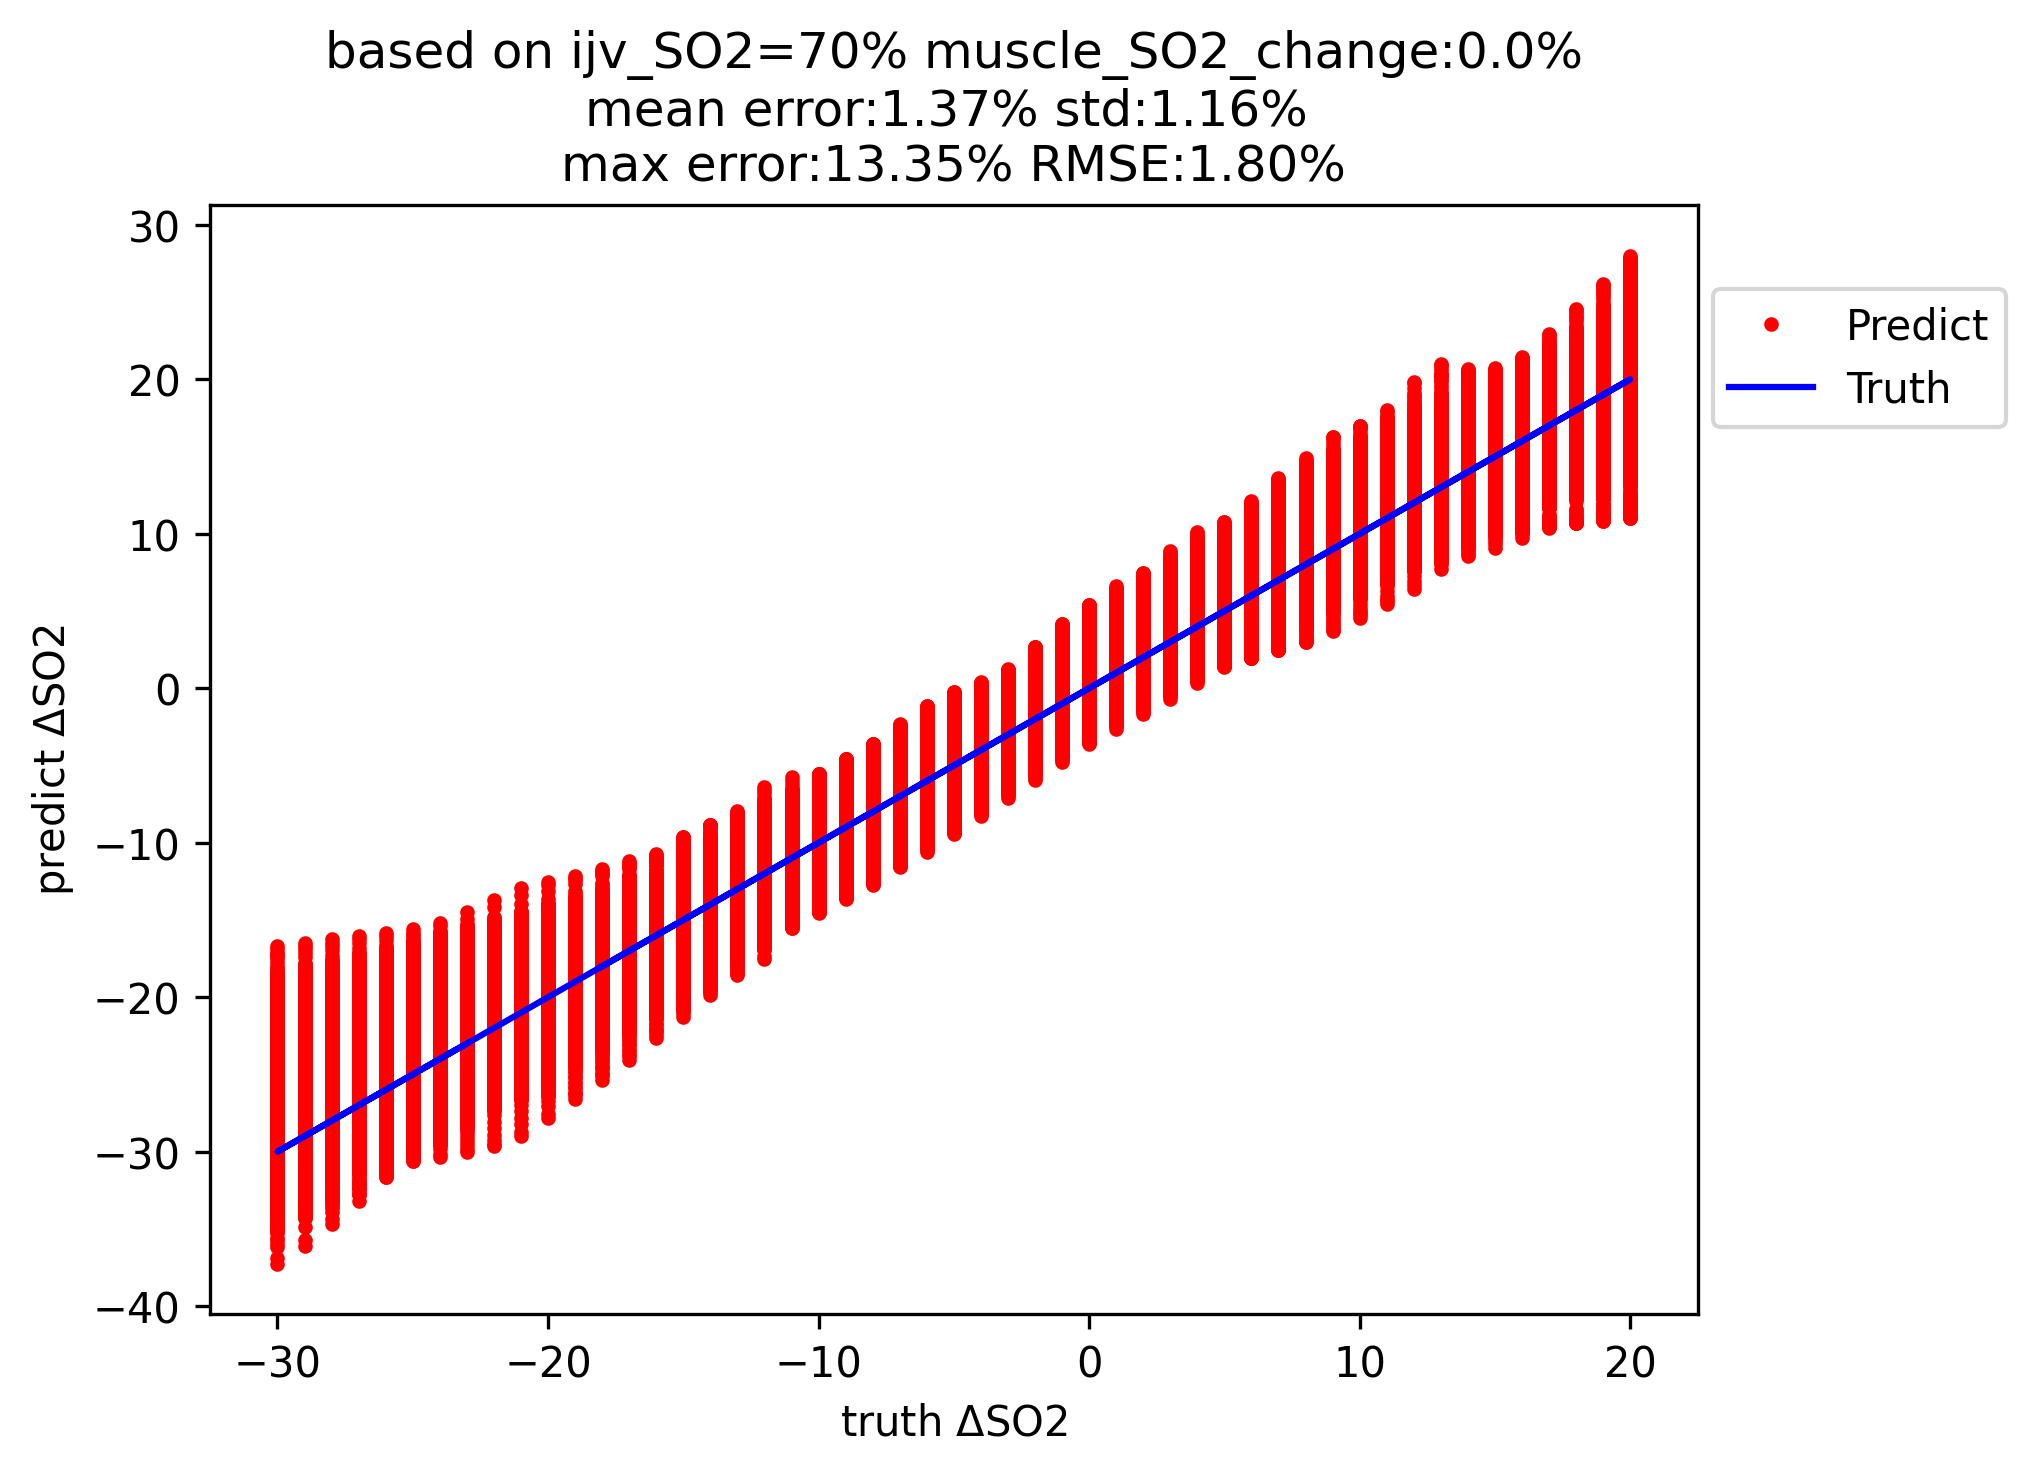 based on ijv_SO2=70% muscle_SO2_change:0.0%
mean error:1.37% std:1.16%
max error:13.35% RMSE:1.80%
30
20
10
0
−10
−20
−30
−40
predict ΔSO2
−30
−20
−10
0
10
20
truth ΔSO2
Predict
Truth